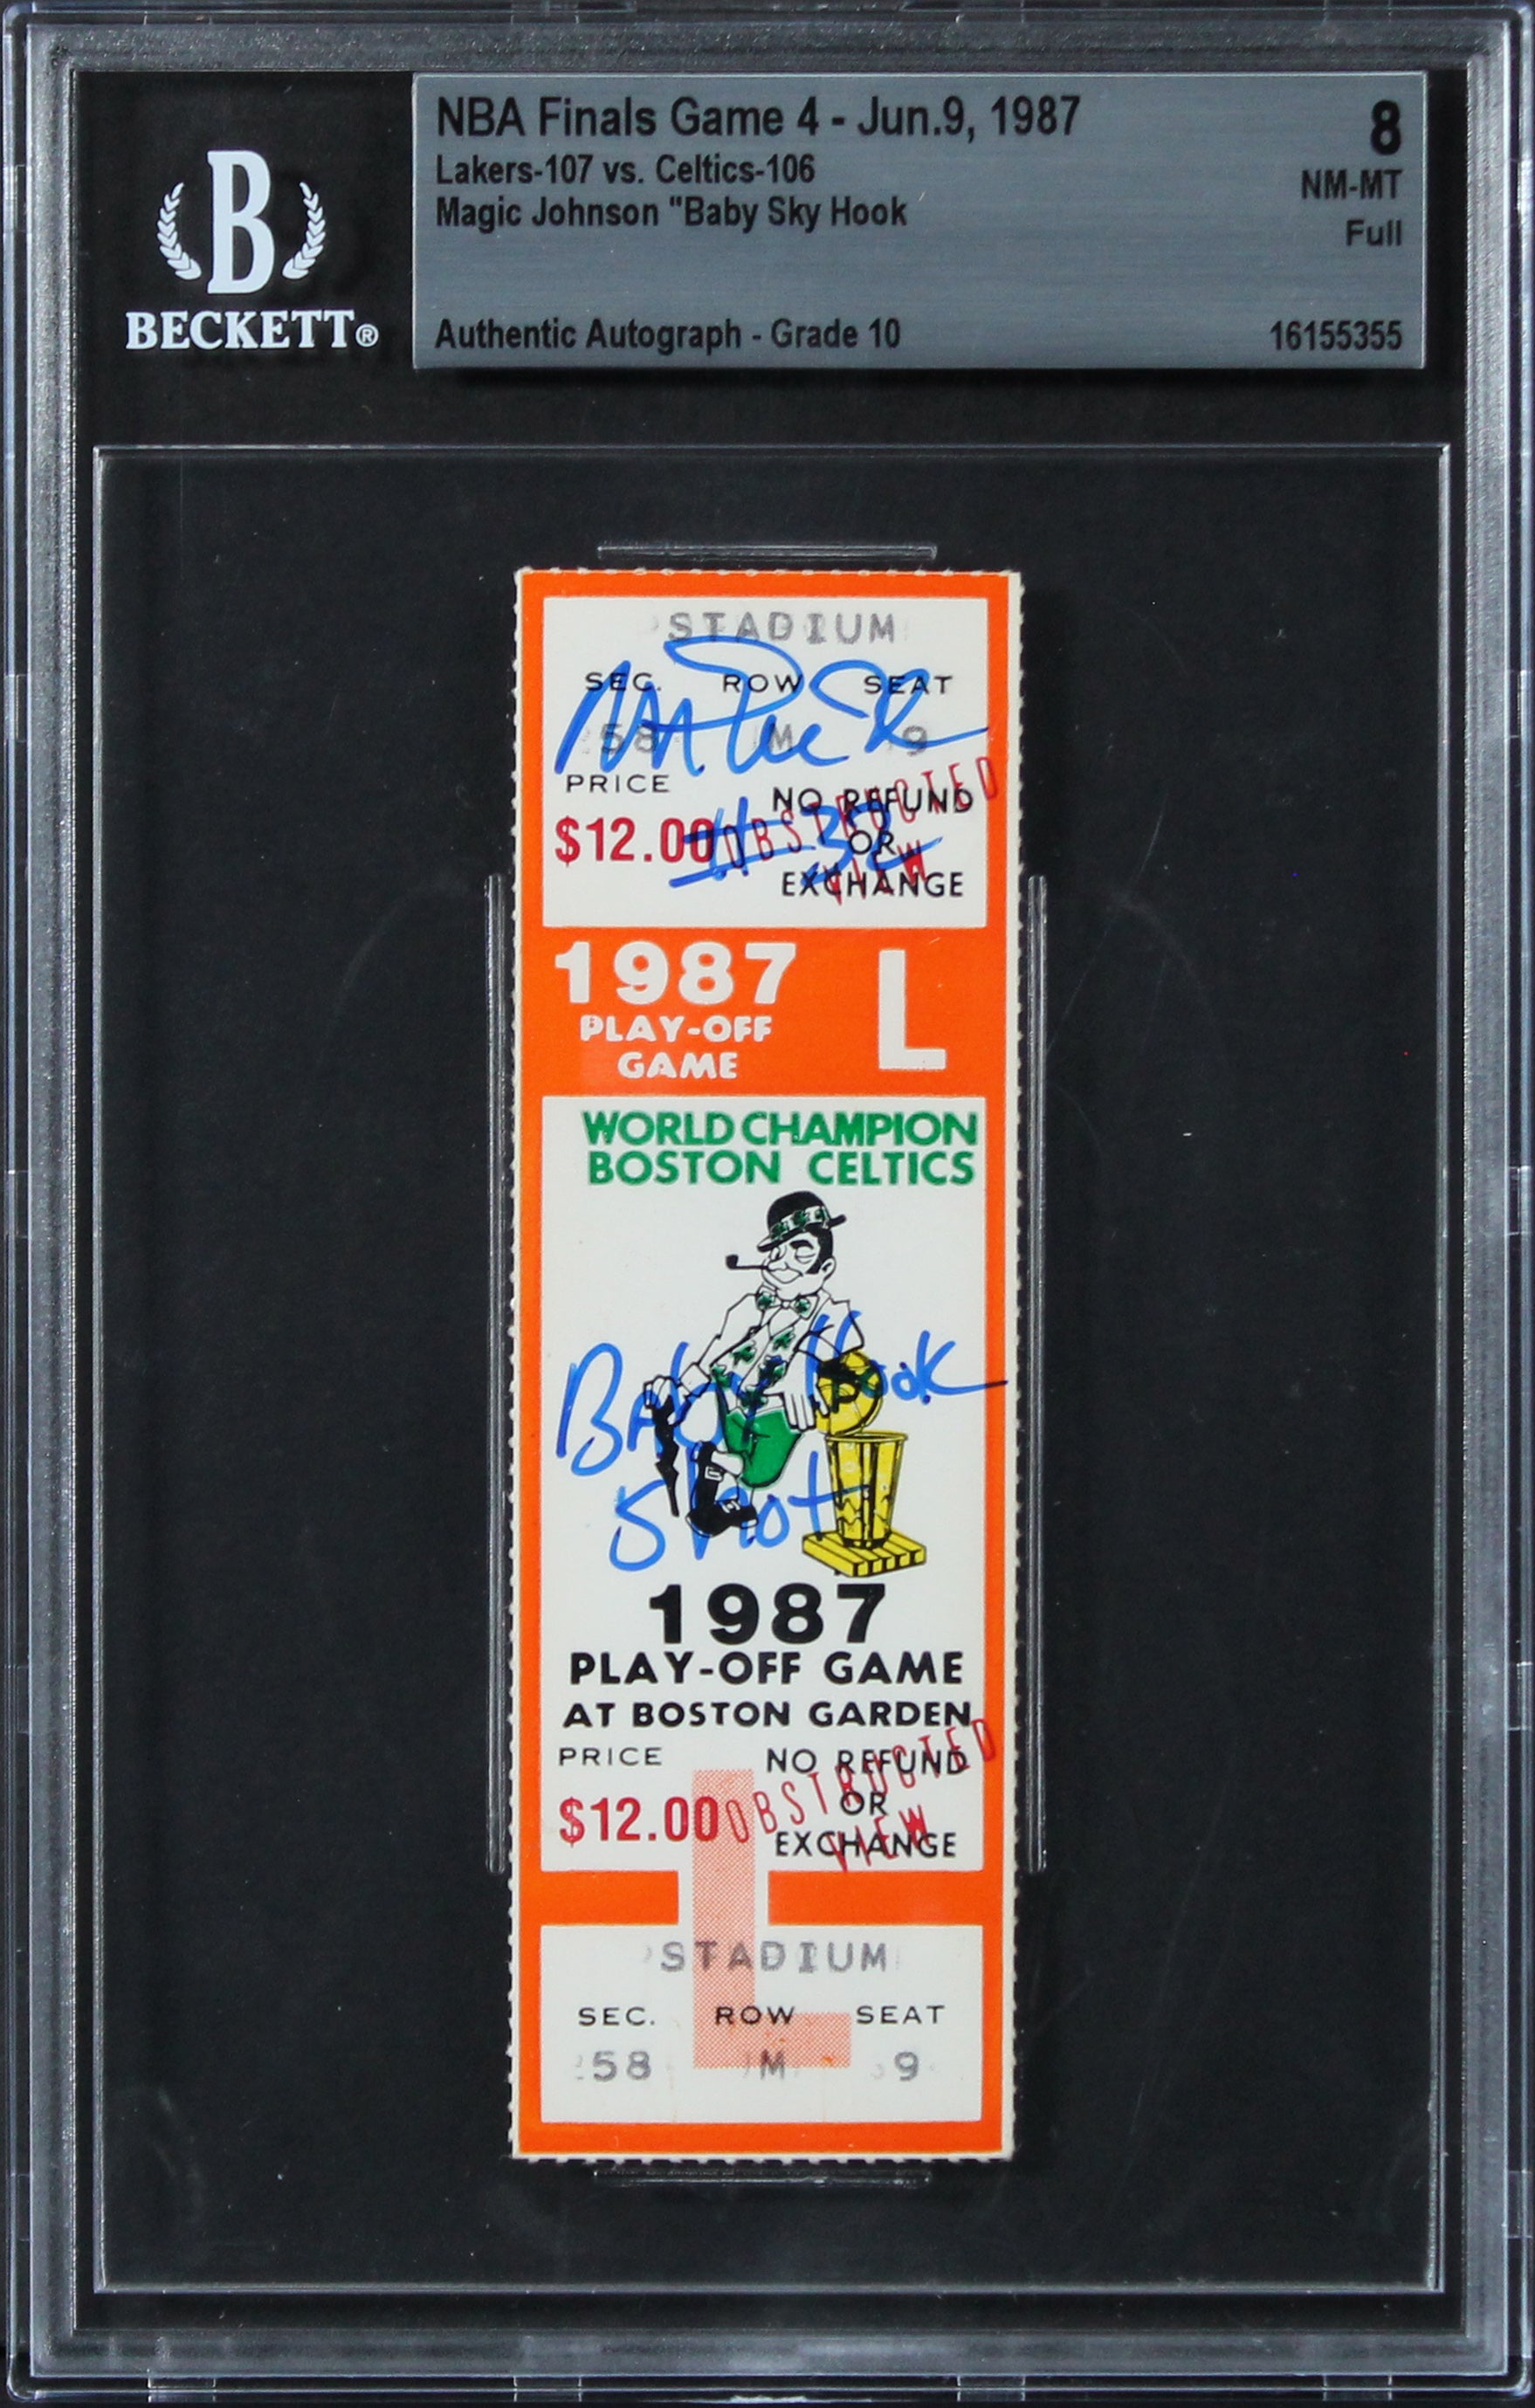 NBA Finals Game 4 - Jun.9, 1987
8
Lakers-107 vs. Celtics-106
NM-MT
Magic Johnson "Baby Sky Hook
Full
Authentic Autograph - Grade 10
16155355
B
BECKETT®
STADIUM
SEC. ROW SEAT
58 M 9
Magic
PRICE
$12.00
NO REFUND
OR
EXCHANGE
OBSTRUCTED
VIEW
#32
1987
PLAY-OFF
GAME
L
WORLD CHAMPION
BOSTON CELTICS
Baby Hook
Shot
1987
PLAY-OFF GAME
AT BOSTON GARDEN
PRICE
$12.00
NO REFUND
OR
EXCHANGE
OBSTRUCTED
VIEW
L
STADIUM
SEC. ROW SEAT
58 M 9